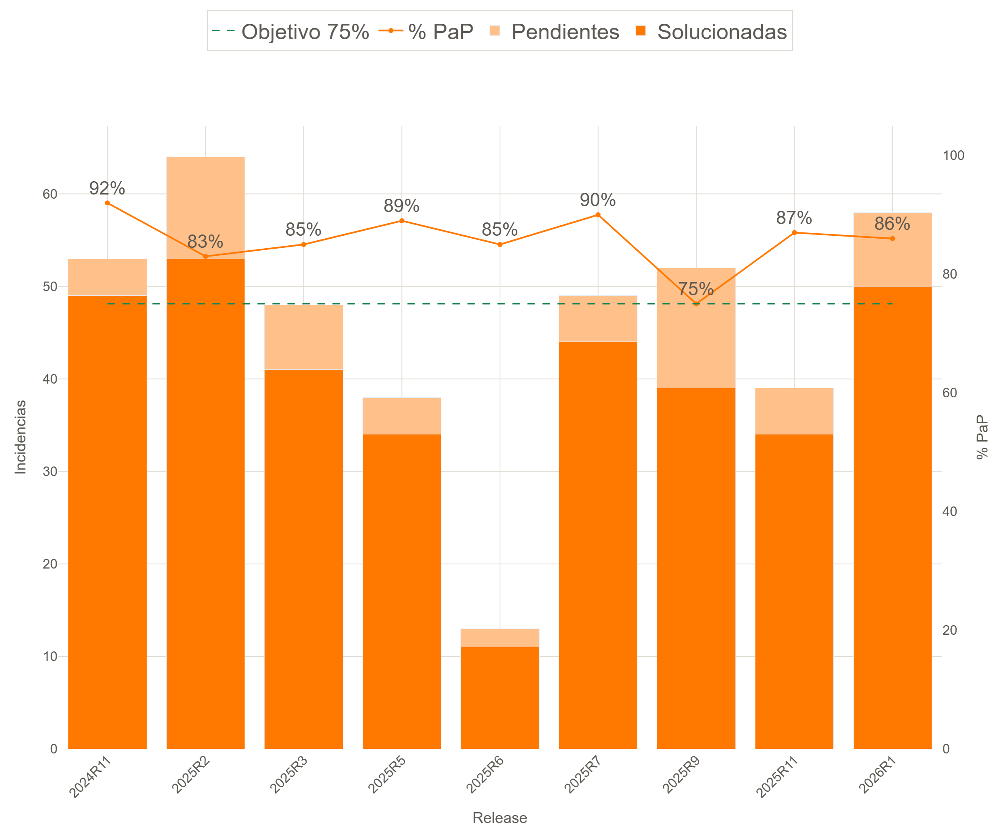 Objetivo 75% % PaP Pendientes Solucionadas
92%
83%
85%
89%
85%
90%
75%
87%
86%
60
50
40
30
20
10
0
Incidencias
100
80
60
40
20
0
% PaP
2024R11
2025R2
2025R3
2025R5
2025R6
2025R7
2025R9
2025R11
2026R1
Release